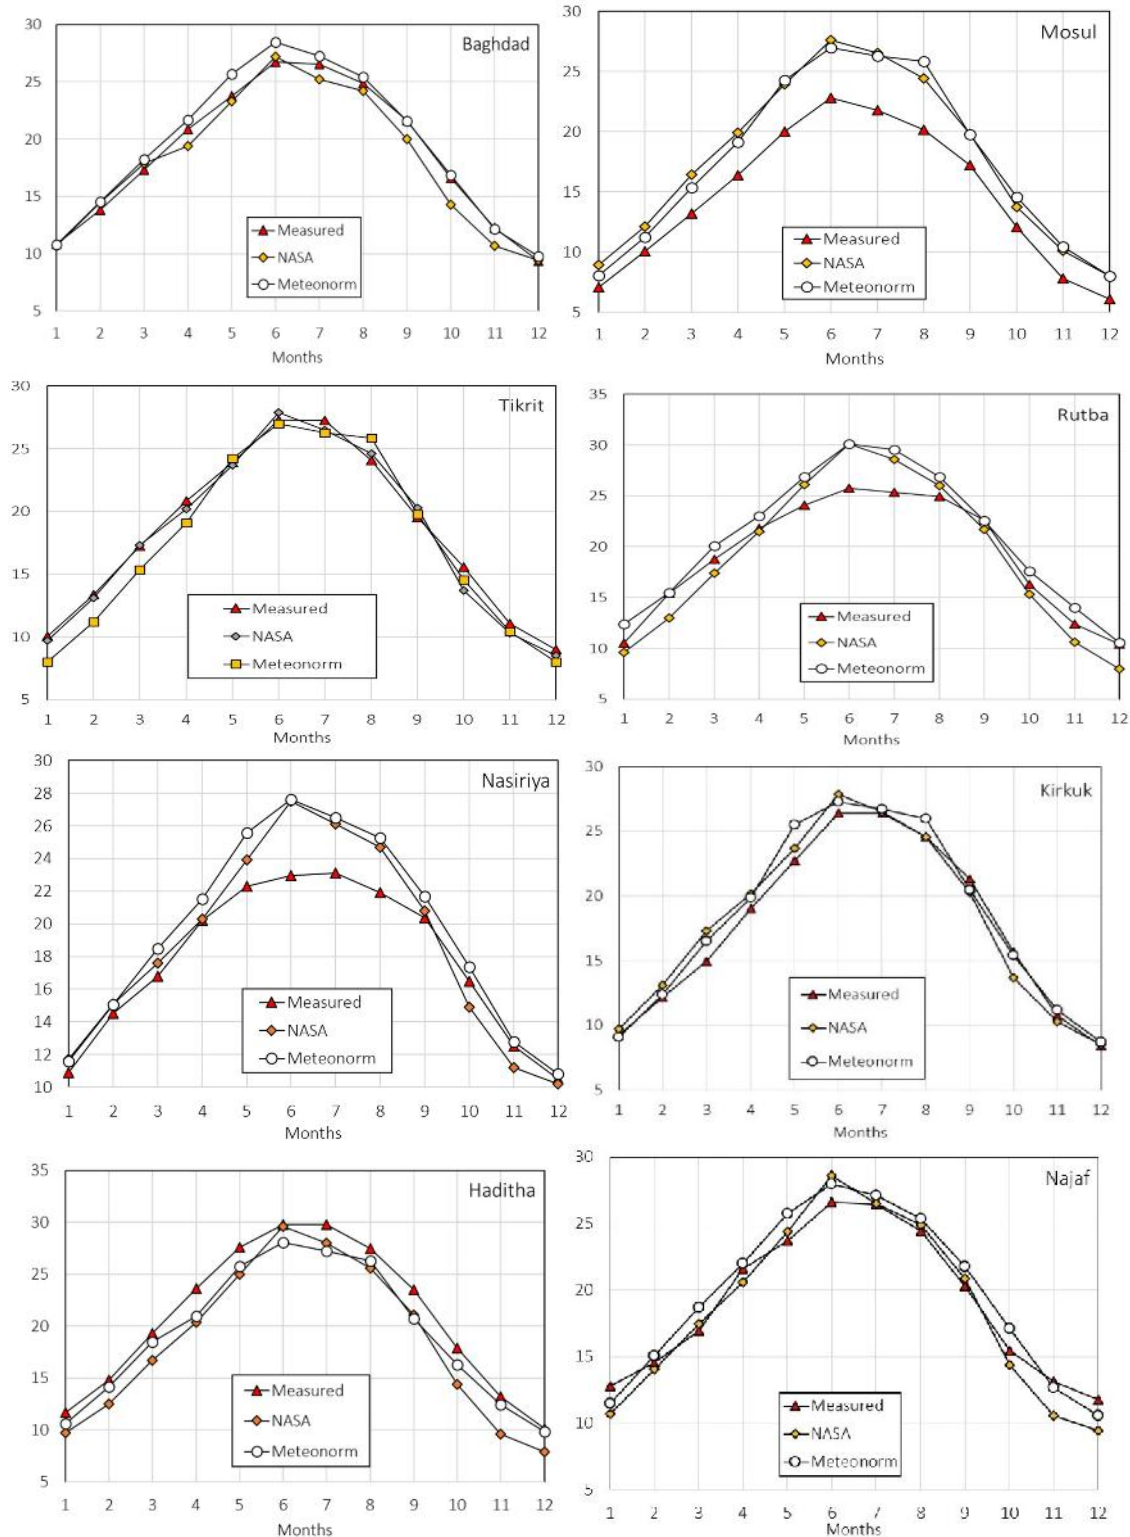 Baghdad
30
25
20
15
10
5
Measured
NASA
Meteonorm
1 2 3 4 5 6 7 8 9 10 11 12
Months
Mosul
30
25
20
15
10
5
Measured
NASA
Meteonorm
1 2 3 4 5 6 7 8 9 10 11 12
Months
Tikrit
30
25
20
15
10
5
Measured
NASA
Meteonorm
1 2 3 4 5 6 7 8 9 10 11 12
Months
Rutba
35
30
25
20
15
10
5
Measured
NASA
Meteonorm
1 2 3 4 5 6 7 8 9 10 11 12
Months
Nasiriya
30
28
26
24
22
20
18
16
14
12
10
Measured
NASA
Meteonorm
1 2 3 4 5 6 7 8 9 10 11 12
Months
Kirkuk
30
25
20
15
10
5
Measured
NASA
Meteonorm
1 2 3 4 5 6 7 8 9 10 11 12
Months
Haditha
35
30
25
20
15
10
5
Measured
NASA
Meteonorm
1 2 3 4 5 6 7 8 9 10 11 12
Months
Najaf
30
25
20
15
10
5
Measured
NASA
Meteonorm
1 2 3 4 5 6 7 8 9 10 11 12
Months